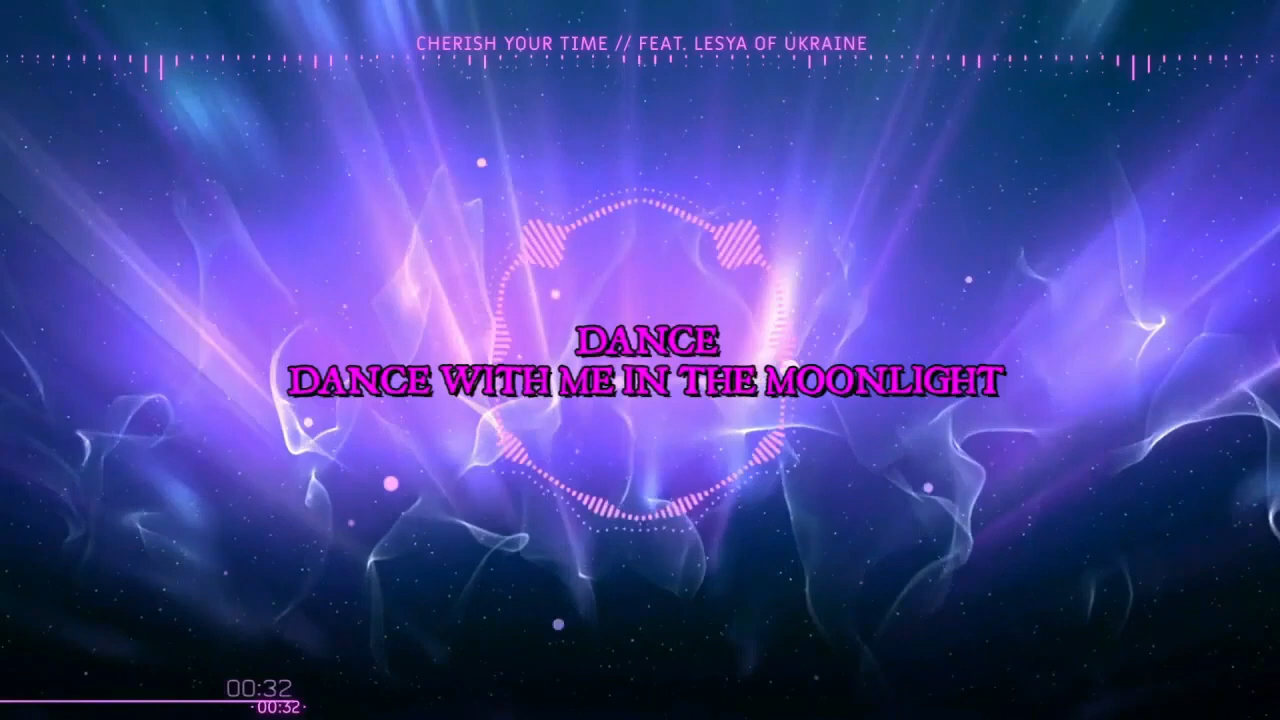 CHERISH YOUR TIME // FEAT. LESYA OF UKRAINE
DANCE
DANCE WITH ME IN THE MOONLIGHT
00:32
00:32